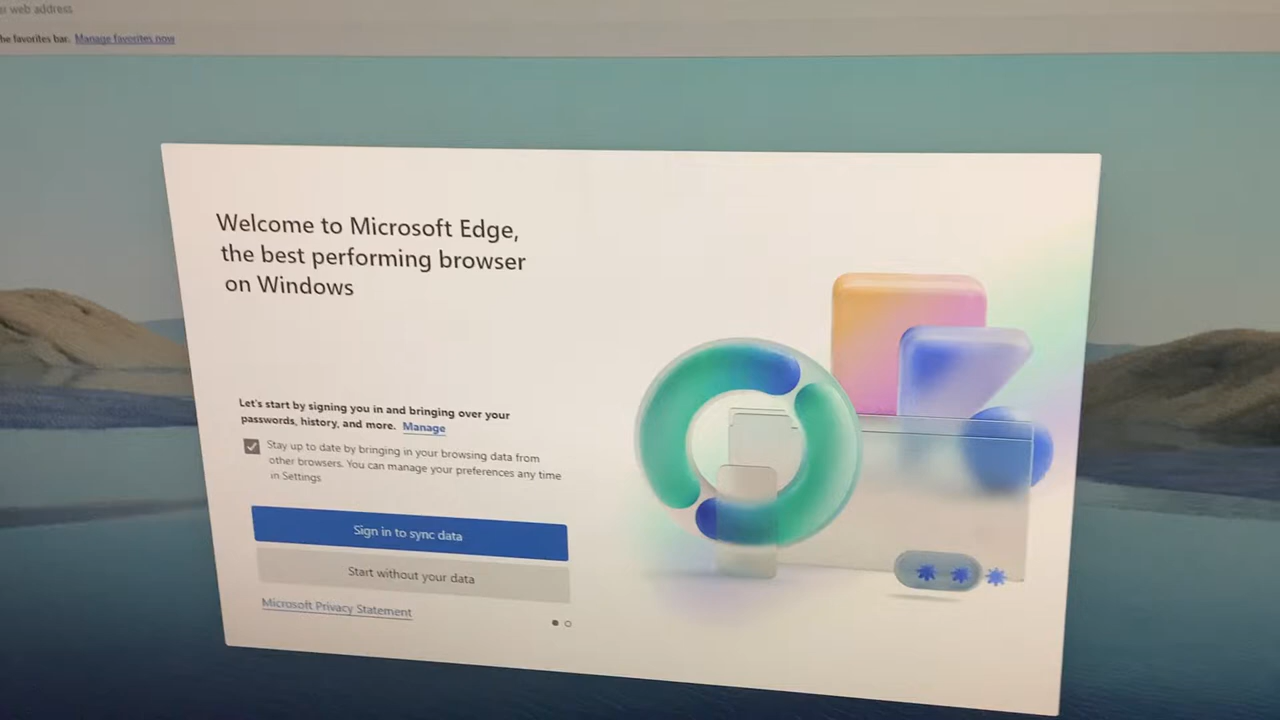 web address
he favorites bar. Manage favorites now
Welcome to Microsoft Edge,
the best performing browser
on Windows
Let's start by signing you in and bringing over your
passwords, history, and more. Manage
Stay up to date by bringing in your browsing data from
other browsers. You can manage your preferences any time
in Settings
Sign in to sync data
Start without your data
Microsoft Privacy Statement